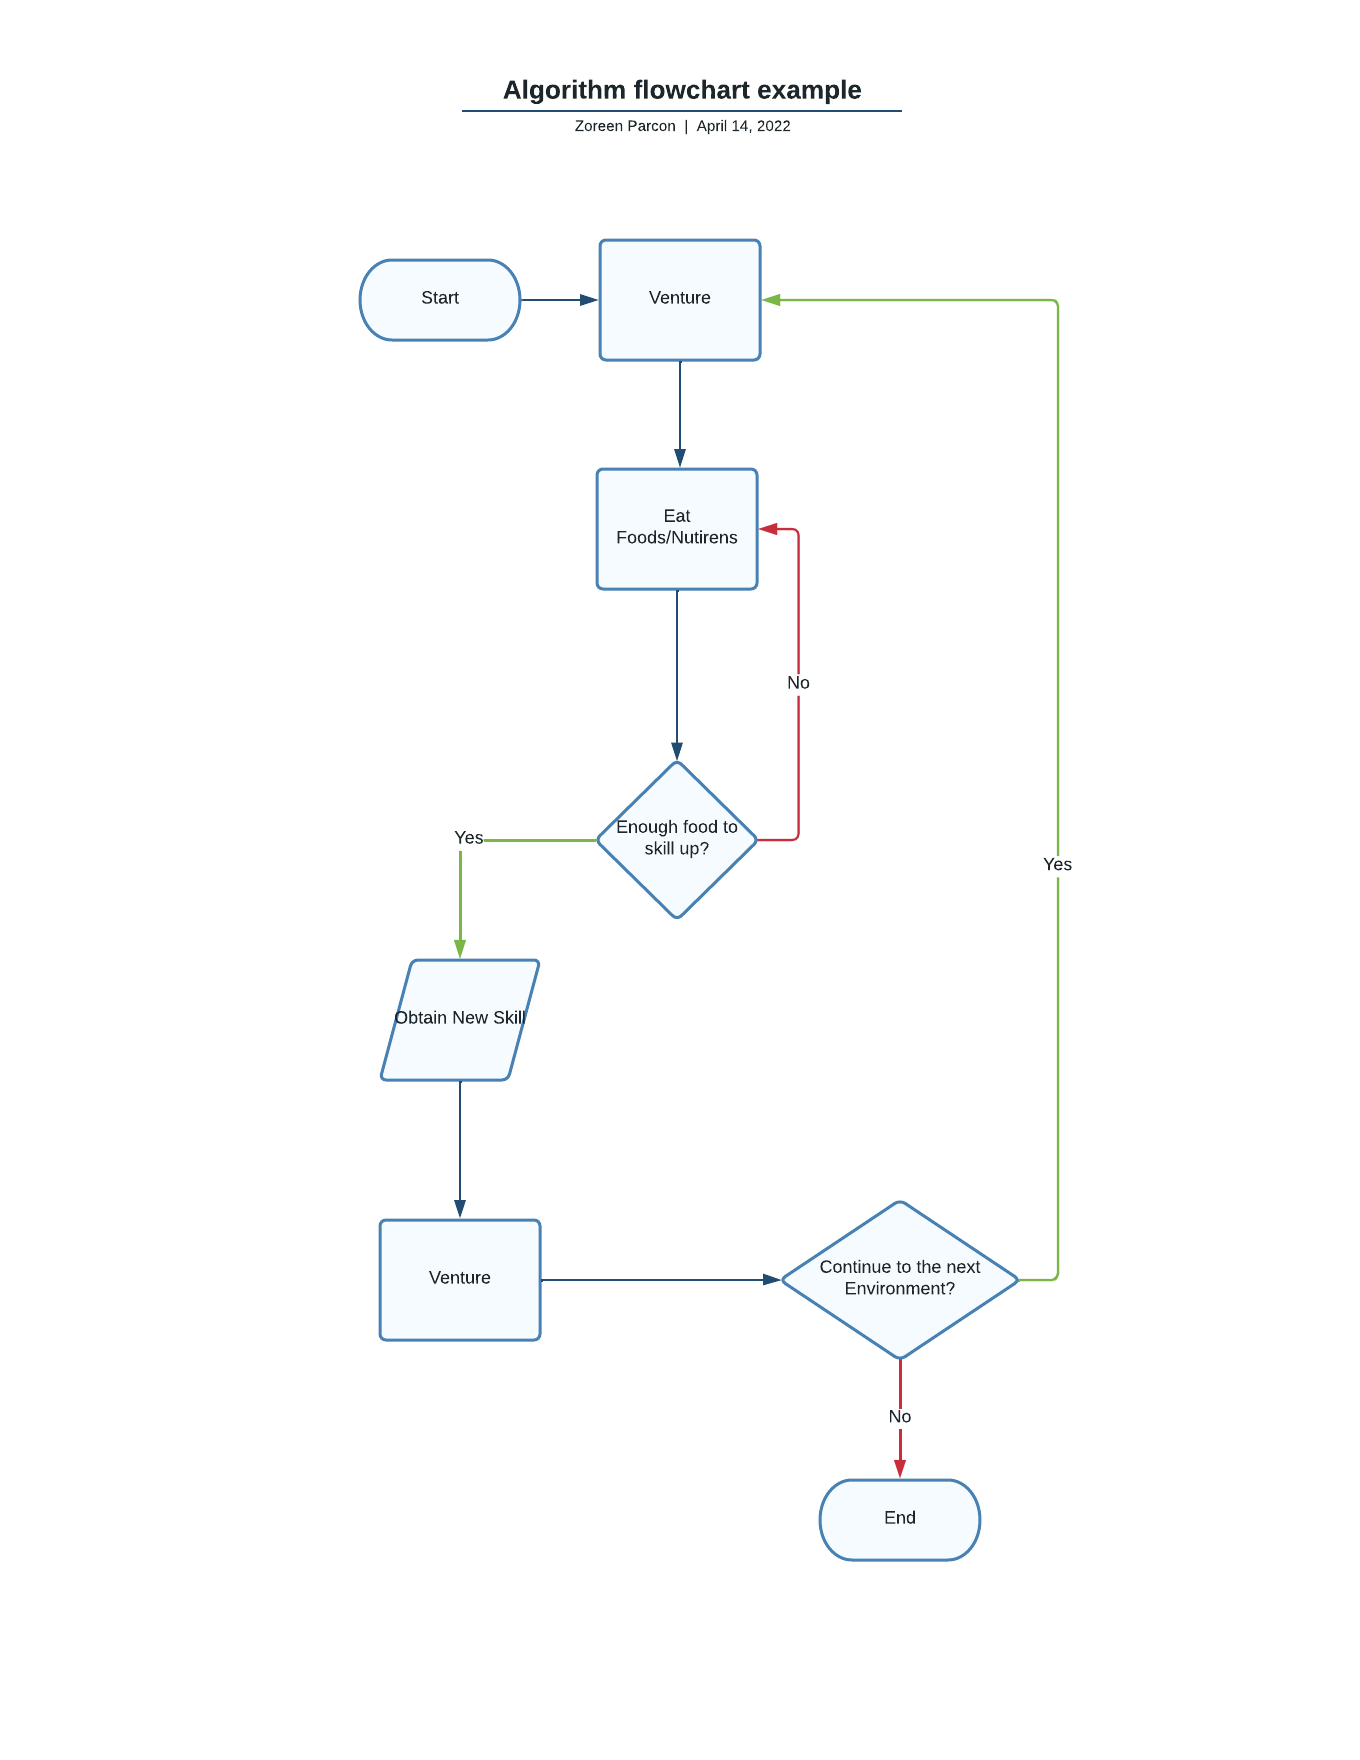 Algorithm flowchart example
Zoreen Parcon | April 14, 2022
Start
Venture
Eat
Foods/Nutirens
No
Enough food to
skill up?
Yes
Yes
Obtain New Skill
Venture
Continue to the next
Environment?
No
End